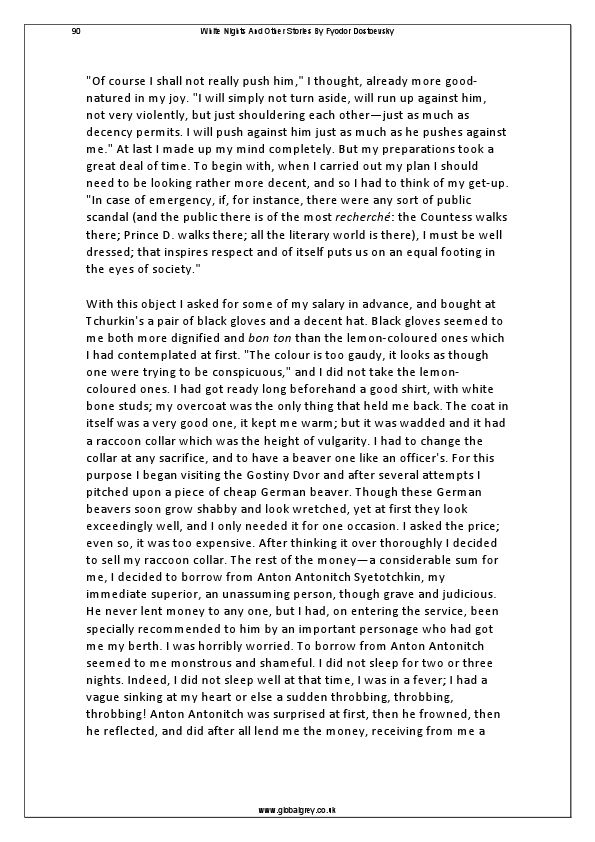 90
White Nights And Other Stories By Fyodor Dostoevsky
"Of course I shall not really push him," I thought, already more good-
natured in my joy. "I will simply not turn aside, will run up against him,
not very violently, but just shouldering each other—just as much as
decency permits. I will push against him just as much as he pushes against
me." At last I made up my mind completely. But my preparations took a
great deal of time. To begin with, when I carried out my plan I should
need to be looking rather more decent, and so I had to think of my get-up.
"In case of emergency, if, for instance, there were any sort of public
scandal (and the public there is of the most recherché: the Countess walks
there; Prince D. walks there; all the literary world is there), I must be well
dressed; that inspires respect and of itself puts us on an equal footing in
the eyes of society."
With this object I asked for some of my salary in advance, and bought at
Tchurkin's a pair of black gloves and a decent hat. Black gloves seemed to
me both more dignified and bon ton than the lemon-coloured ones which
I had contemplated at first. "The colour is too gaudy, it looks as though
one were trying to be conspicuous," and I did not take the lemon-
coloured ones. I had got ready long beforehand a good shirt, with white
bone studs; my overcoat was the only thing that held me back. The coat in
itself was a very good one, it kept me warm; but it was wadded and it had
a raccoon collar which was the height of vulgarity. I had to change the
collar at any sacrifice, and to have a beaver one like an officer's. For this
purpose I began visiting the Gostiny Dvor and after several attempts I
pitched upon a piece of cheap German beaver. Though these German
beavers soon grow shabby and look wretched, yet at first they look
exceedingly well, and I only needed it for one occasion. I asked the price;
even so, it was too expensive. After thinking it over thoroughly I decided
to sell my raccoon collar. The rest of the money—a considerable sum for
me, I decided to borrow from Anton Antonitch Syetotchkin, my
immediate superior, an unassuming person, though grave and judicious.
He never lent money to any one, but I had, on entering the service, been
specially recommended to him by an important personage who had got
me my berth. I was horribly worried. To borrow from Anton Antonitch
seemed to me monstrous and shameful. I did not sleep for two or three
nights. Indeed, I did not sleep well at that time, I was in a fever; I had a
vague sinking at my heart or else a sudden throbbing, throbbing,
throbbing! Anton Antonitch was surprised at first, then he frowned, then
he reflected, and did after all lend me the money, receiving from me a
www.globalgrey.co.uk